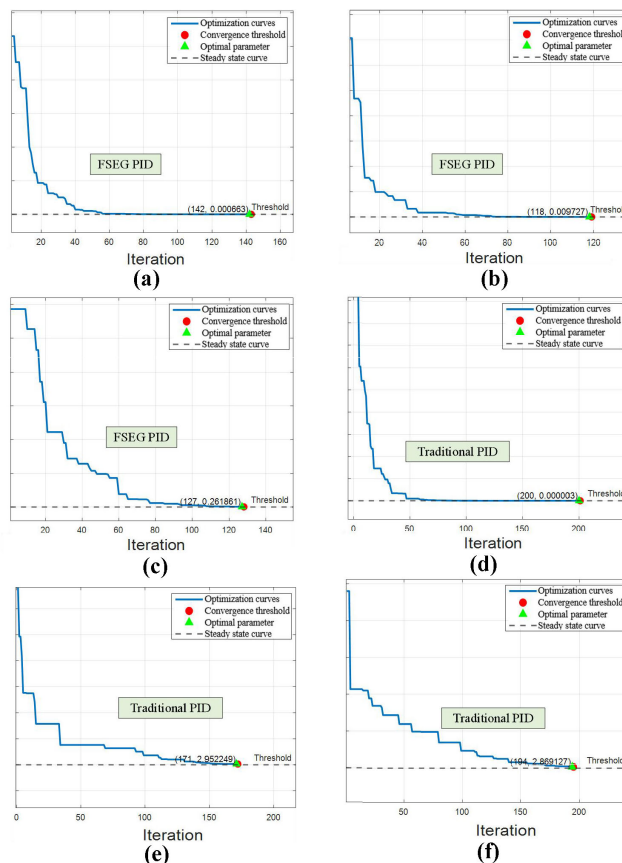 Optimization curves
Convergence threshold
Optimal parameter
Steady state curve
FSEG PID
(142, 0.000663) Threshold
20 40 60 80 100 120 140 160
Iteration
(a)
Optimization curves
Convergence threshold
Optimal parameter
Steady state curve
FSEG PID
(118, 0.009727) Threshold
20 40 60 80 100 120
Iteration
(b)
Optimization curves
Convergence threshold
Optimal parameter
Steady state curve
FSEG PID
(127, 0.261861) Threshold
20 40 60 80 100 120 140
Iteration
(c)
Optimization curves
Convergence threshold
Optimal parameter
Steady state curve
Traditional PID
(200, 0.000003) Threshold
0 50 100 150 200
Iteration
(d)
Optimization curves
Convergence threshold
Optimal parameter
Steady state curve
Traditional PID
(171, 2.952249) Threshold
0 50 100 150 200
Iteration
(e)
Optimization curves
Convergence threshold
Optimal parameter
Steady state curve
Traditional PID
(194, 2.869127) Threshold
50 100 150 200
Iteration
(f)